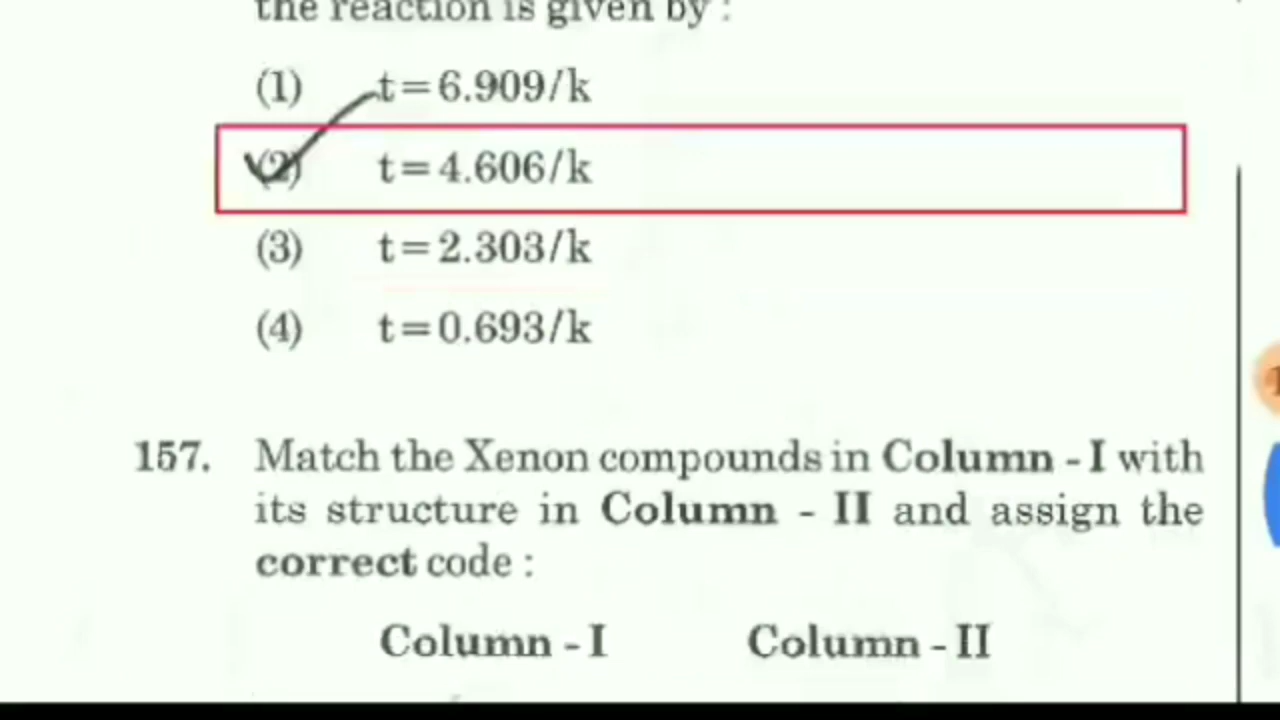 the reaction is given by :
(1) t=6.909/k
(2) t=4.606/k
(3) t=2.303/k
(4) t=0.693/k
157. Match the Xenon compounds in Column - I with
its structure in Column - II and assign the
correct code :
Column - I Column - II